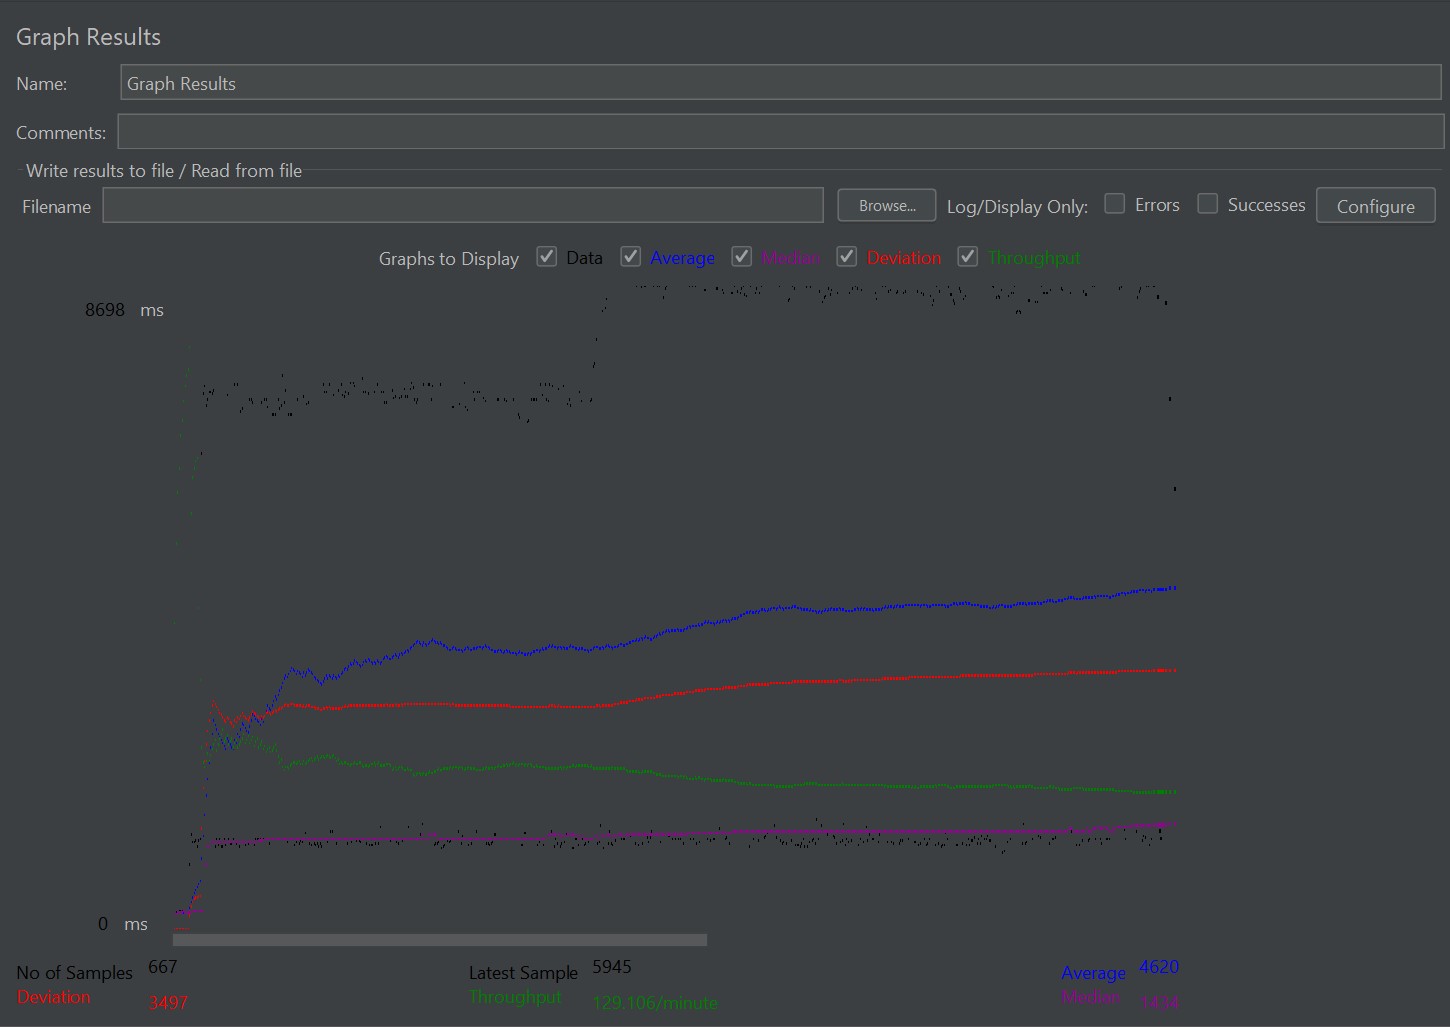 Graph Results
Name: Graph Results
Comments:
Write results to file / Read from file
Filename Browse... Log/Display Only: Errors Successes Configure
Graphs to Display Data Average Median Deviation Throughput
8698 ms
0 ms
No of Samples 667 Latest Sample 5945 Average 4620
Deviation 3497 Throughput 129.106/minute Median 1434